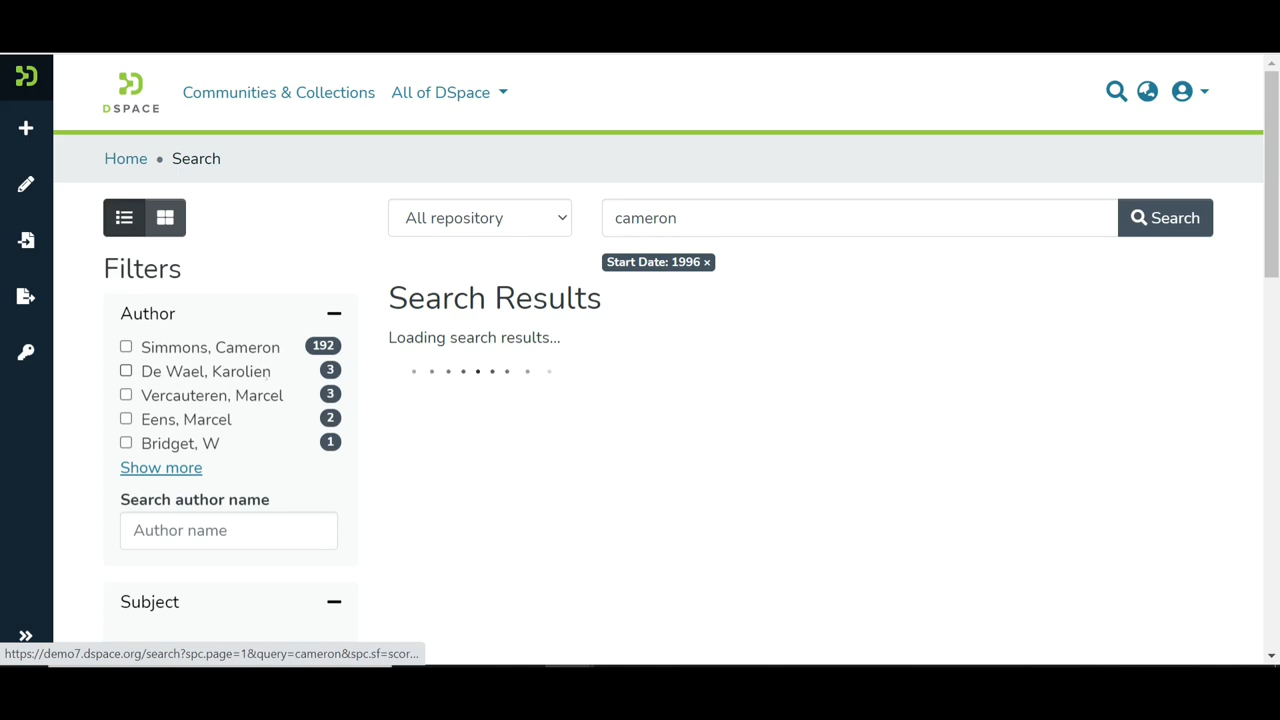 DSPACE
Communities & Collections
All of DSpace
Home • Search
All repository
cameron
Search
Start Date: 1996 ×
Filters
Search Results
Loading search results...
Author
Simmons, Cameron 192
De Wael, Karolien 3
Vercauteren, Marcel 3
Eens, Marcel 2
Bridget, W 1
Show more
Search author name
Author name
Subject
https://demo7.dspace.org/search?spc.page=1&query=cameron&spc.sf=scor...